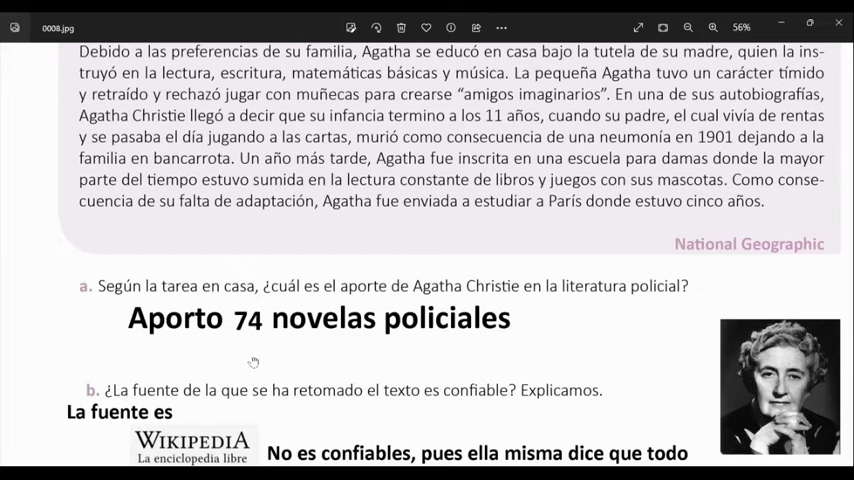 0008.jpg
56%
Debido a las preferencias de su familia, Agatha se educó en casa bajo la tutela de su madre, quien la ins-
truyó en la lectura, escritura, matemáticas básicas y música. La pequeña Agatha tuvo un carácter tímido
y retraído y rechazó jugar con muñecas para crearse “amigos imaginarios”. En una de sus autobiografías,
Agatha Christie llegó a decir que su infancia termino a los 11 años, cuando su padre, el cual vivía de rentas
y se pasaba el día jugando a las cartas, murió como consecuencia de una neumonía en 1901 dejando a la
familia en bancarrota. Un año más tarde, Agatha fue inscrita en una escuela para damas donde la mayor
parte del tiempo estuvo sumida en la lectura constante de libros y juegos con sus mascotas. Como conse-
cuencia de su falta de adaptación, Agatha fue enviada a estudiar a París donde estuvo cinco años.
National Geographic
a. Según la tarea en casa, ¿cuál es el aporte de Agatha Christie en la literatura policial?
Aporto 74 novelas policiales
b. ¿La fuente de la que se ha retomado el texto es confiable? Explicamos.
La fuente es
WIKIPEDIA
La enciclopedia libre
No es confiables, pues ella misma dice que todo